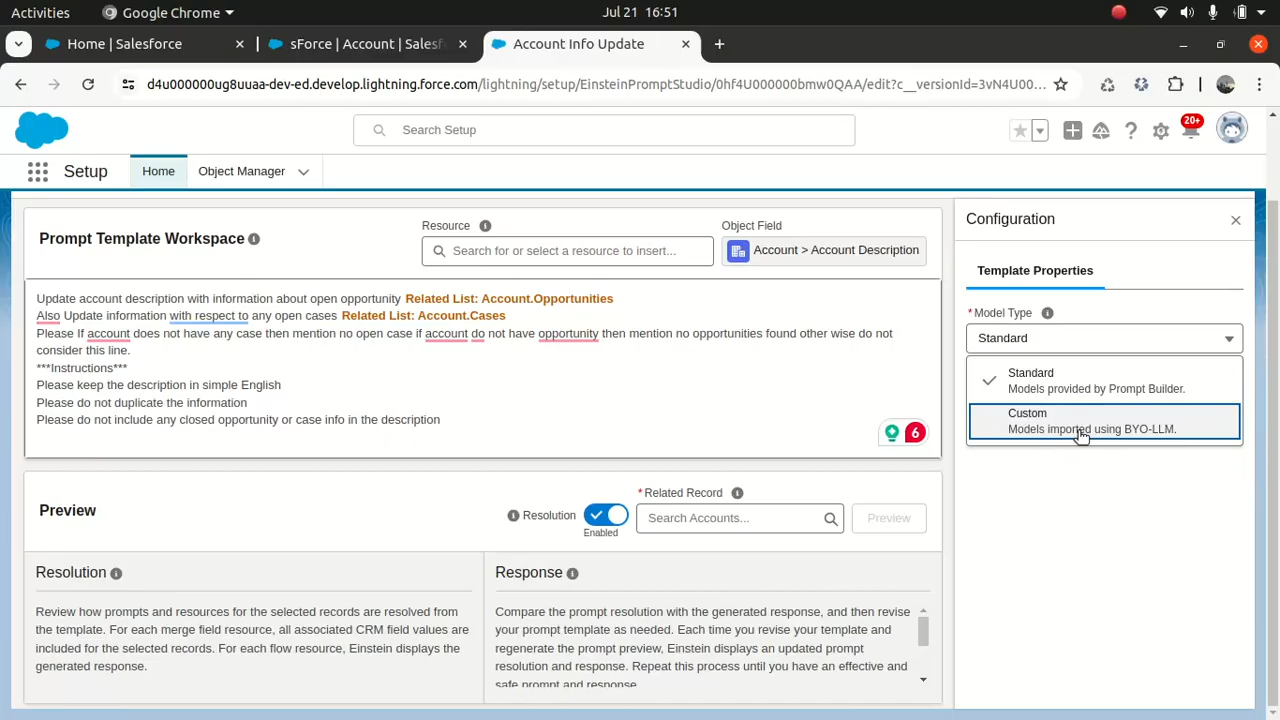 Activities
Google Chrome
Jul 21 16:51
Home | Salesforce
sForce | Account | Salesf
Account Info Update
d4u000000ug8uuaa-dev-ed.develop.lightning.force.com/lightning/setup/EinsteinPromptStudio/0hf4U000000bmw0QAA/edit?c__versionId=3vN4U00...
Search Setup
20+
Setup
Home
Object Manager
Prompt Template Workspace
Resource
Search for or select a resource to insert...
Object Field
Account > Account Description
Update account description with information about open opportunity Related List: Account.Opportunities
Also Update information with respect to any open cases Related List: Account.Cases
Please If account does not have any case then mention no open case if account do not have opportunity then mention no opportunities found other wise do not
consider this line.
***Instructions***
Please keep the description in simple English
Please do not duplicate the information
Please do not include any closed opportunity or case info in the description
6
Configuration
Template Properties
* Model Type
Standard
Standard
Models provided by Prompt Builder.
Custom
Models imported using BYO-LLM.
Preview
Resolution
Enabled
* Related Record
Search Accounts...
Preview
Resolution
Review how prompts and resources for the selected records are resolved from
the template. For each merge field resource, all associated CRM field values are
included for the selected records. For each flow resource, Einstein displays the
generated response.
Response
Compare the prompt resolution with the generated response, and then revise
your prompt template as needed. Each time you revise your template and
regenerate the prompt preview, Einstein displays an updated prompt
resolution and response. Repeat this process until you have an effective and
safe prompt and response.